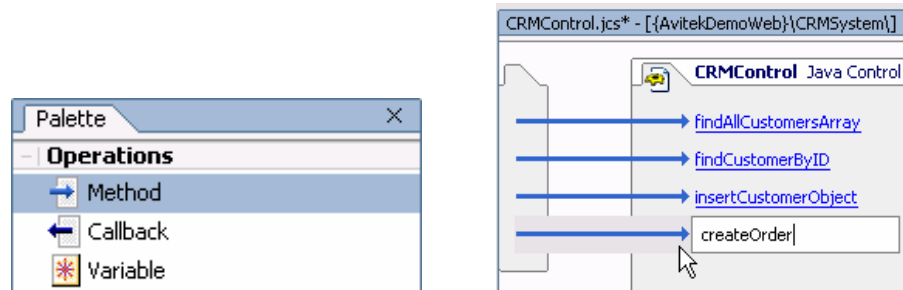 Palette
Operations
Method
Callback
Variable
CRMControl.jcs* - [{AvitekDemoWeb}\CRMSystem\]
CRMControl Java Control
findAllCustomersArray
findCustomerByID
insertCustomerObject
createOrder